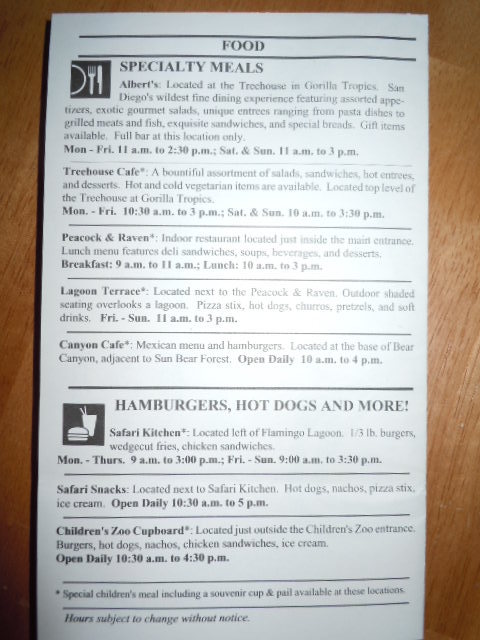 FOOD
SPECIALTY MEALS
Albert's: Located at the Treehouse in Gorilla Tropics. San
Diego's wildest fine dining experience featuring assorted appe-
tizers, exotic gourmet salads, unique entrees ranging from pasta dishes to
grilled meats and fish, exquisite sandwiches, and special breads. Gift items
available. Full bar at this location only.
Mon - Fri. 11 a.m. to 2:30 p.m.; Sat. & Sun. 11 a.m. to 3 p.m.
Treehouse Cafe*: A bountiful assortment of salads, sandwiches, hot entrees,
and desserts. Hot and cold vegetarian items are available. Located top level of
the Treehouse at Gorilla Tropics.
Mon. - Fri. 10:30 a.m. to 3 p.m.; Sat. & Sun. 10 a.m. to 3:30 p.m.
Peacock & Raven*: Indoor restaurant located just inside the main entrance.
Lunch menu features deli sandwiches, soups, beverages, and desserts.
Breakfast: 9 a.m. to 11 a.m.; Lunch: 10 a.m. to 3 p.m.
Lagoon Terrace*: Located next to the Peacock & Raven. Outdoor shaded
seating overlooks a lagoon. Pizza stix, hot dogs, churros, pretzels, and soft
drinks. Fri. - Sun. 11 a.m. to 3 p.m.
Canyon Cafe*: Mexican menu and hamburgers. Located at the base of Bear
Canyon, adjacent to Sun Bear Forest. Open Daily 10 a.m. to 4 p.m.
HAMBURGERS, HOT DOGS AND MORE!
Safari Kitchen*: Located left of Flamingo Lagoon. 1/3 lb. burgers,
wedgecut fries, chicken sandwiches.
Mon. - Thurs. 9 a.m. to 3:00 p.m.; Fri. - Sun. 9:00 a.m. to 3:30 p.m.
Safari Snacks: Located next to Safari Kitchen. Hot dogs, nachos, pizza stix,
ice cream. Open Daily 10:30 a.m. to 5 p.m.
Children's Zoo Cupboard*: Located just outside the Children's Zoo entrance.
Burgers, hot dogs, nachos, chicken sandwiches, ice cream.
Open Daily 10:30 a.m. to 4:30 p.m.
* Special children's meal including a souvenir cup & pail available at these locations.
Hours subject to change without notice.